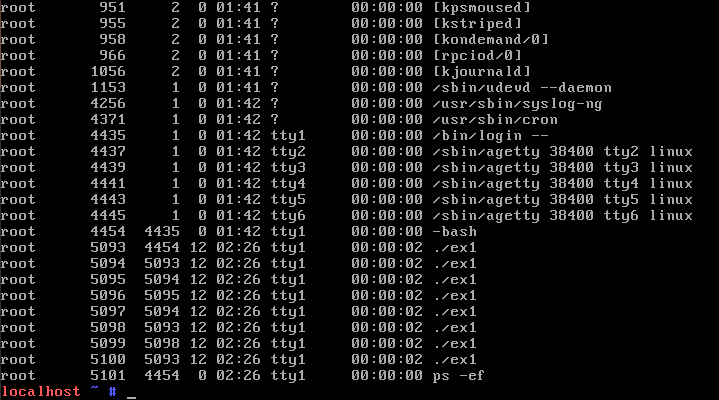 root       951     2  0 01:41 ?        00:00:00 [kpsmoused]
root       955     2  0 01:41 ?        00:00:00 [kstriped]
root       958     2  0 01:41 ?        00:00:00 [kondemand/0]
root       966     2  0 01:41 ?        00:00:00 [rpciod/0]
root      1056     2  0 01:41 ?        00:00:00 [kjournald]
root      1153     1  0 01:41 ?        00:00:00 /sbin/udevd --daemon
root      4256     1  0 01:42 ?        00:00:00 /usr/sbin/syslog-ng
root      4371     1  0 01:42 ?        00:00:00 /usr/sbin/cron
root      4435     1  0 01:42 tty1     00:00:00 /bin/login --
root      4437     1  0 01:42 tty2     00:00:00 /sbin/agetty 38400 tty2 linux
root      4439     1  0 01:42 tty3     00:00:00 /sbin/agetty 38400 tty3 linux
root      4441     1  0 01:42 tty4     00:00:00 /sbin/agetty 38400 tty4 linux
root      4443     1  0 01:42 tty5     00:00:00 /sbin/agetty 38400 tty5 linux
root      4445     1  0 01:42 tty6     00:00:00 /sbin/agetty 38400 tty6 linux
root      4454  4435  0 01:42 tty1     00:00:00 -bash
root      5093  4454 12 02:26 tty1     00:00:02 ./ex1
root      5094  5093 12 02:26 tty1     00:00:02 ./ex1
root      5095  5094 12 02:26 tty1     00:00:02 ./ex1
root      5096  5095 12 02:26 tty1     00:00:02 ./ex1
root      5097  5094 12 02:26 tty1     00:00:02 ./ex1
root      5098  5093 12 02:26 tty1     00:00:02 ./ex1
root      5099  5098 12 02:26 tty1     00:00:02 ./ex1
root      5100  5093 12 02:26 tty1     00:00:02 ./ex1
root      5101  4454  0 02:26 tty1     00:00:00 ps -ef
localhost ~ # _